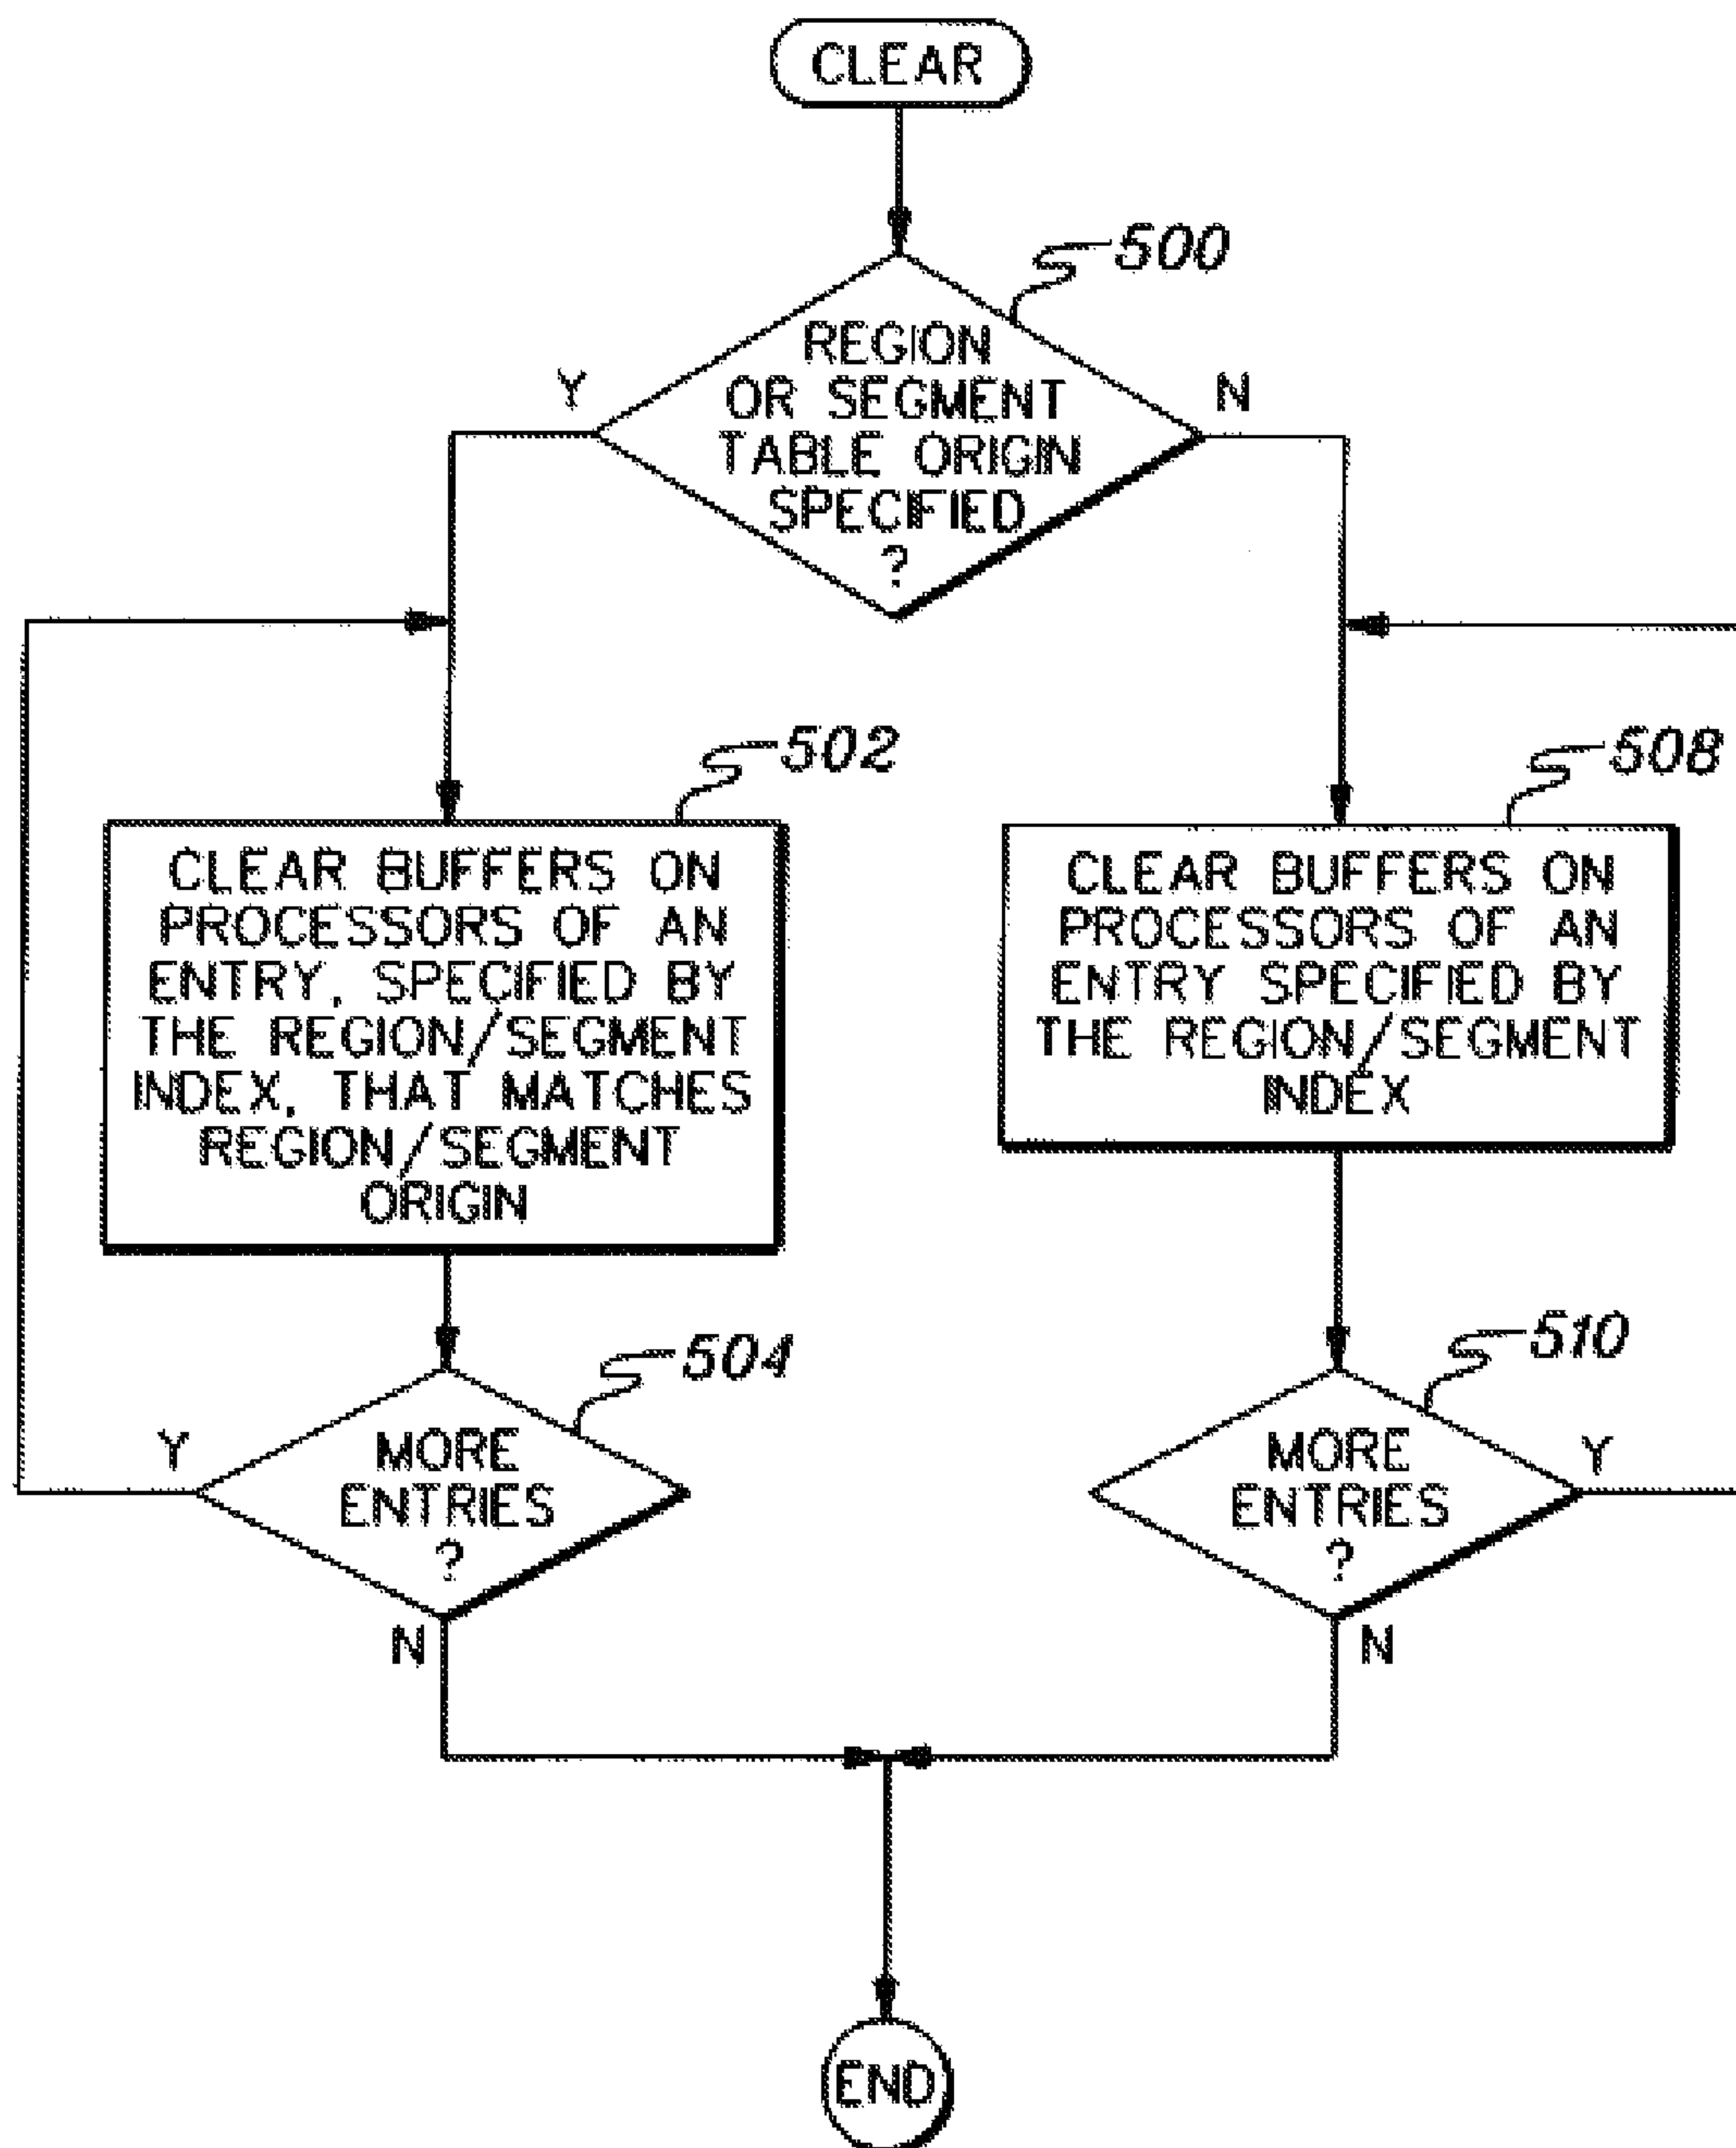 CLEAR
500
REGION
OR SEGMENT
TABLE ORIGIN
SPECIFIED
?
Y
N
502
CLEAR BUFFERS ON
PROCESSORS OF AN
ENTRY, SPECIFIED BY
THE REGION/SEGMENT
INDEX, THAT MATCHES
REGION/SEGMENT
ORIGIN
508
CLEAR BUFFERS ON
PROCESSORS OF AN
ENTRY SPECIFIED BY
THE REGION/SEGMENT
INDEX
504
Y
MORE
ENTRIES
?
N
510
MORE
ENTRIES
?
Y
N
END